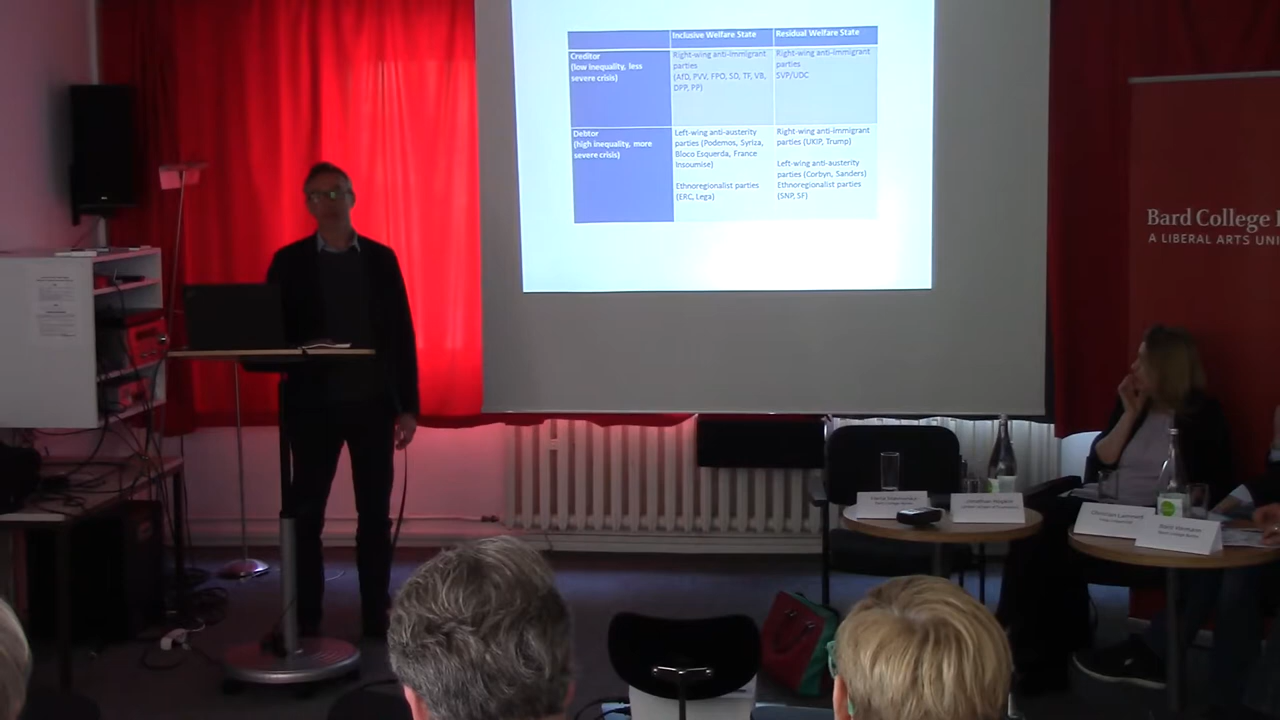 Inclusive Welfare State
Residual Welfare State
Creditor
(low inequality, less
severe crisis)
Right-wing anti-immigrant
parties
(AfD, PVV, FPO, SD, TF, VB,
DPP, PP)
Right-wing anti-immigrant
parties
SVP/UDC
Debtor
(high inequality, more
severe crisis)
Left-wing anti-austerity
parties (Podemos, Syriza,
Bloco Esquerda, France
Insoumise)
Ethnoregionalist parties
(ERC, Lega)
Right-wing anti-immigrant
parties (UKIP, Trump)
Left-wing anti-austerity
parties (Corbyn, Sanders)
Ethnoregionalist parties
(SNP, SF)
Bard College
A LIBERAL ARTS UNI